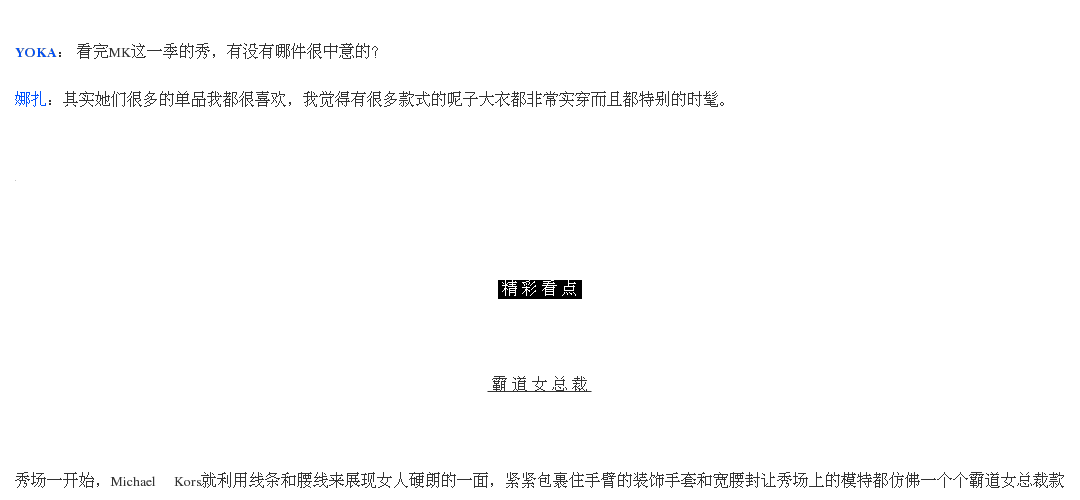 YOKA： 看完MK这一季的秀，有没有哪件很中意的?
娜扎：其实她们很多的单品我都很喜欢，我觉得有很多款式的呢子大衣都非常实穿而且都特别的时髦。
精彩看点
霸道女总裁
秀场一开始，Michael Kors就利用线条和腰线来展现女人硬朗的一面，紧紧包裹住手臂的装饰手套和宽腰封让秀场上的模特都仿佛一个个霸道女总裁款